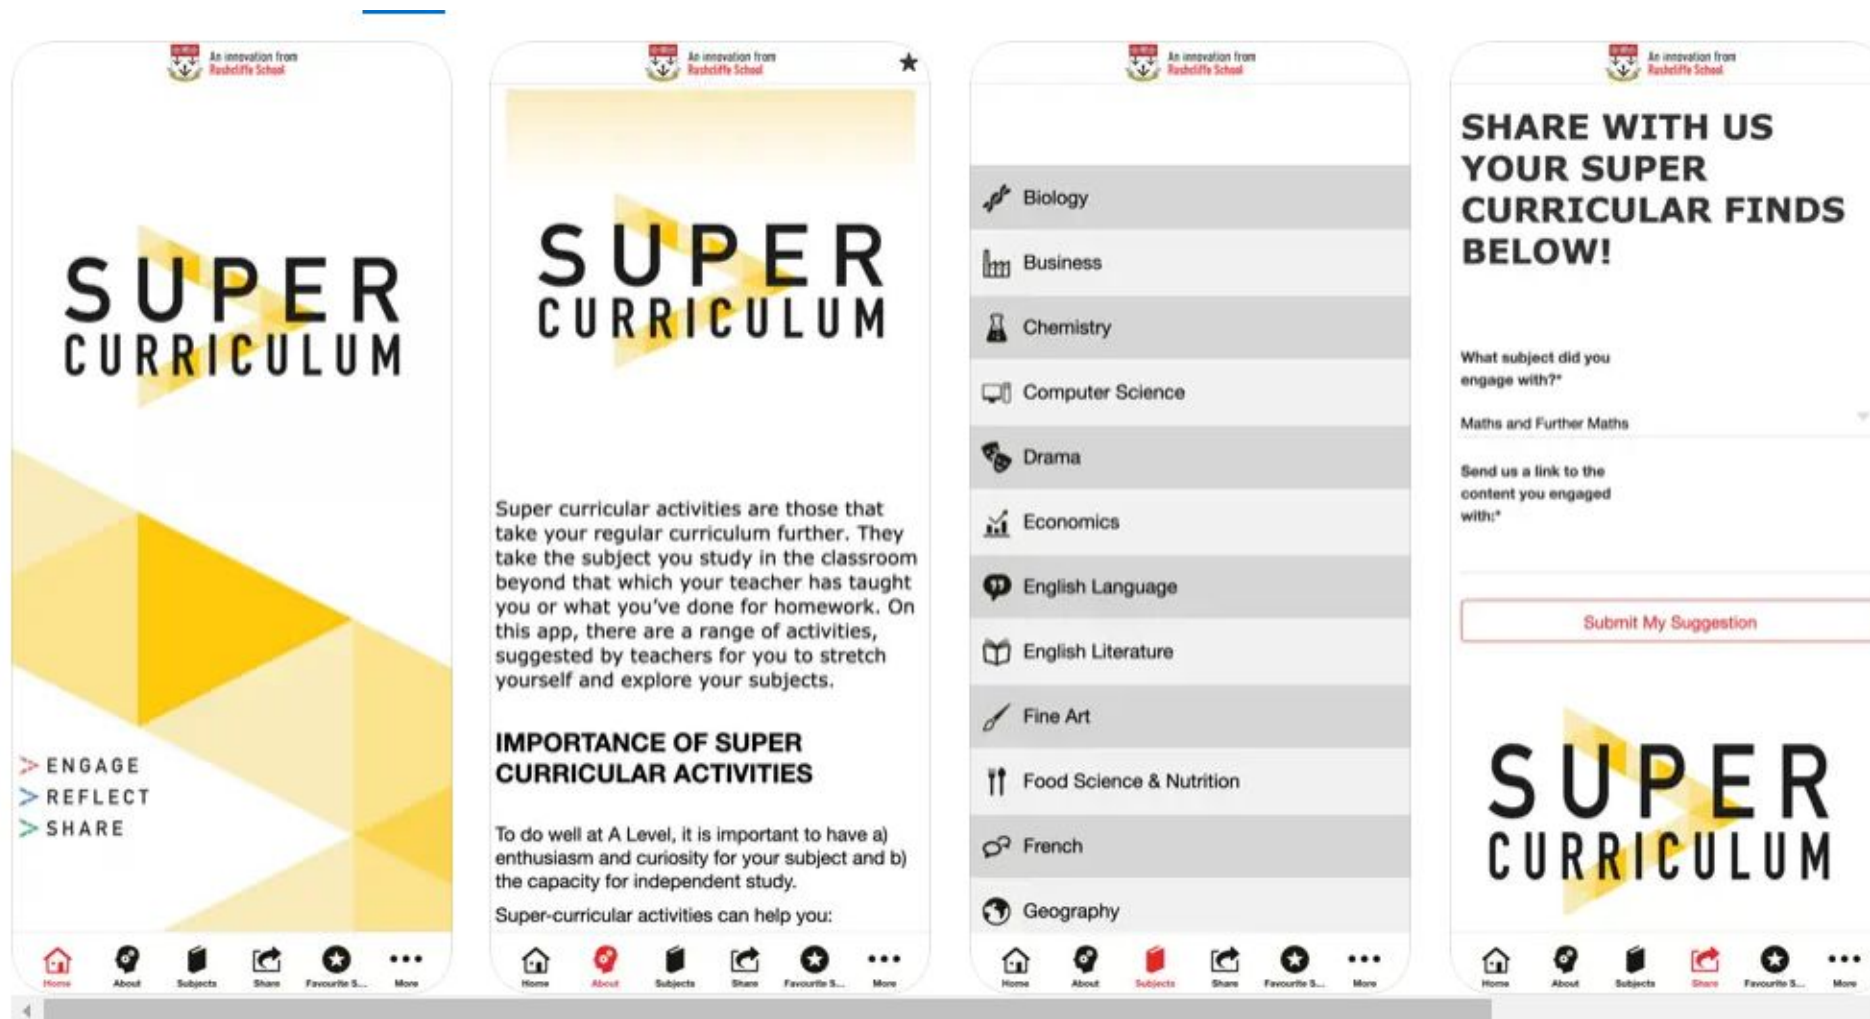 An innovation from
Rushcliffe School
SUPER
CURRICULUM
ENGAGE
REFLECT
SHARE
Home
About
Subjects
Share
Favourite S...
More
An innovation from
Rushcliffe School
SUPER
CURRICULUM
Super curricular activities are those that
take your regular curriculum further. They
take the subject you study in the classroom
beyond that which your teacher has taught
you or what you've done for homework. On
this app, there are a range of activities,
suggested by teachers for you to stretch
yourself and explore your subjects.
IMPORTANCE OF SUPER
CURRICULAR ACTIVITIES
To do well at A Level, it is important to have a)
enthusiasm and curiosity for your subject and b)
the capacity for independent study.
Super-curricular activities can help you:
Home
About
Subjects
Share
Favourite S...
More
An innovation from
Rushcliffe School
Biology
Business
Chemistry
Computer Science
Drama
Economics
English Language
English Literature
Fine Art
Food Science & Nutrition
French
Geography
Home
About
Subjects
Share
Favourite S...
More
An innovation from
Rushcliffe School
SHARE WITH US
YOUR SUPER
CURRICULAR FINDS
BELOW!
What subject did you
engage with?*
Maths and Further Maths
Send us a link to the
content you engaged
with:*
Submit My Suggestion
SUPER
CURRICULUM
Home
About
Subjects
Share
Favourite S...
More